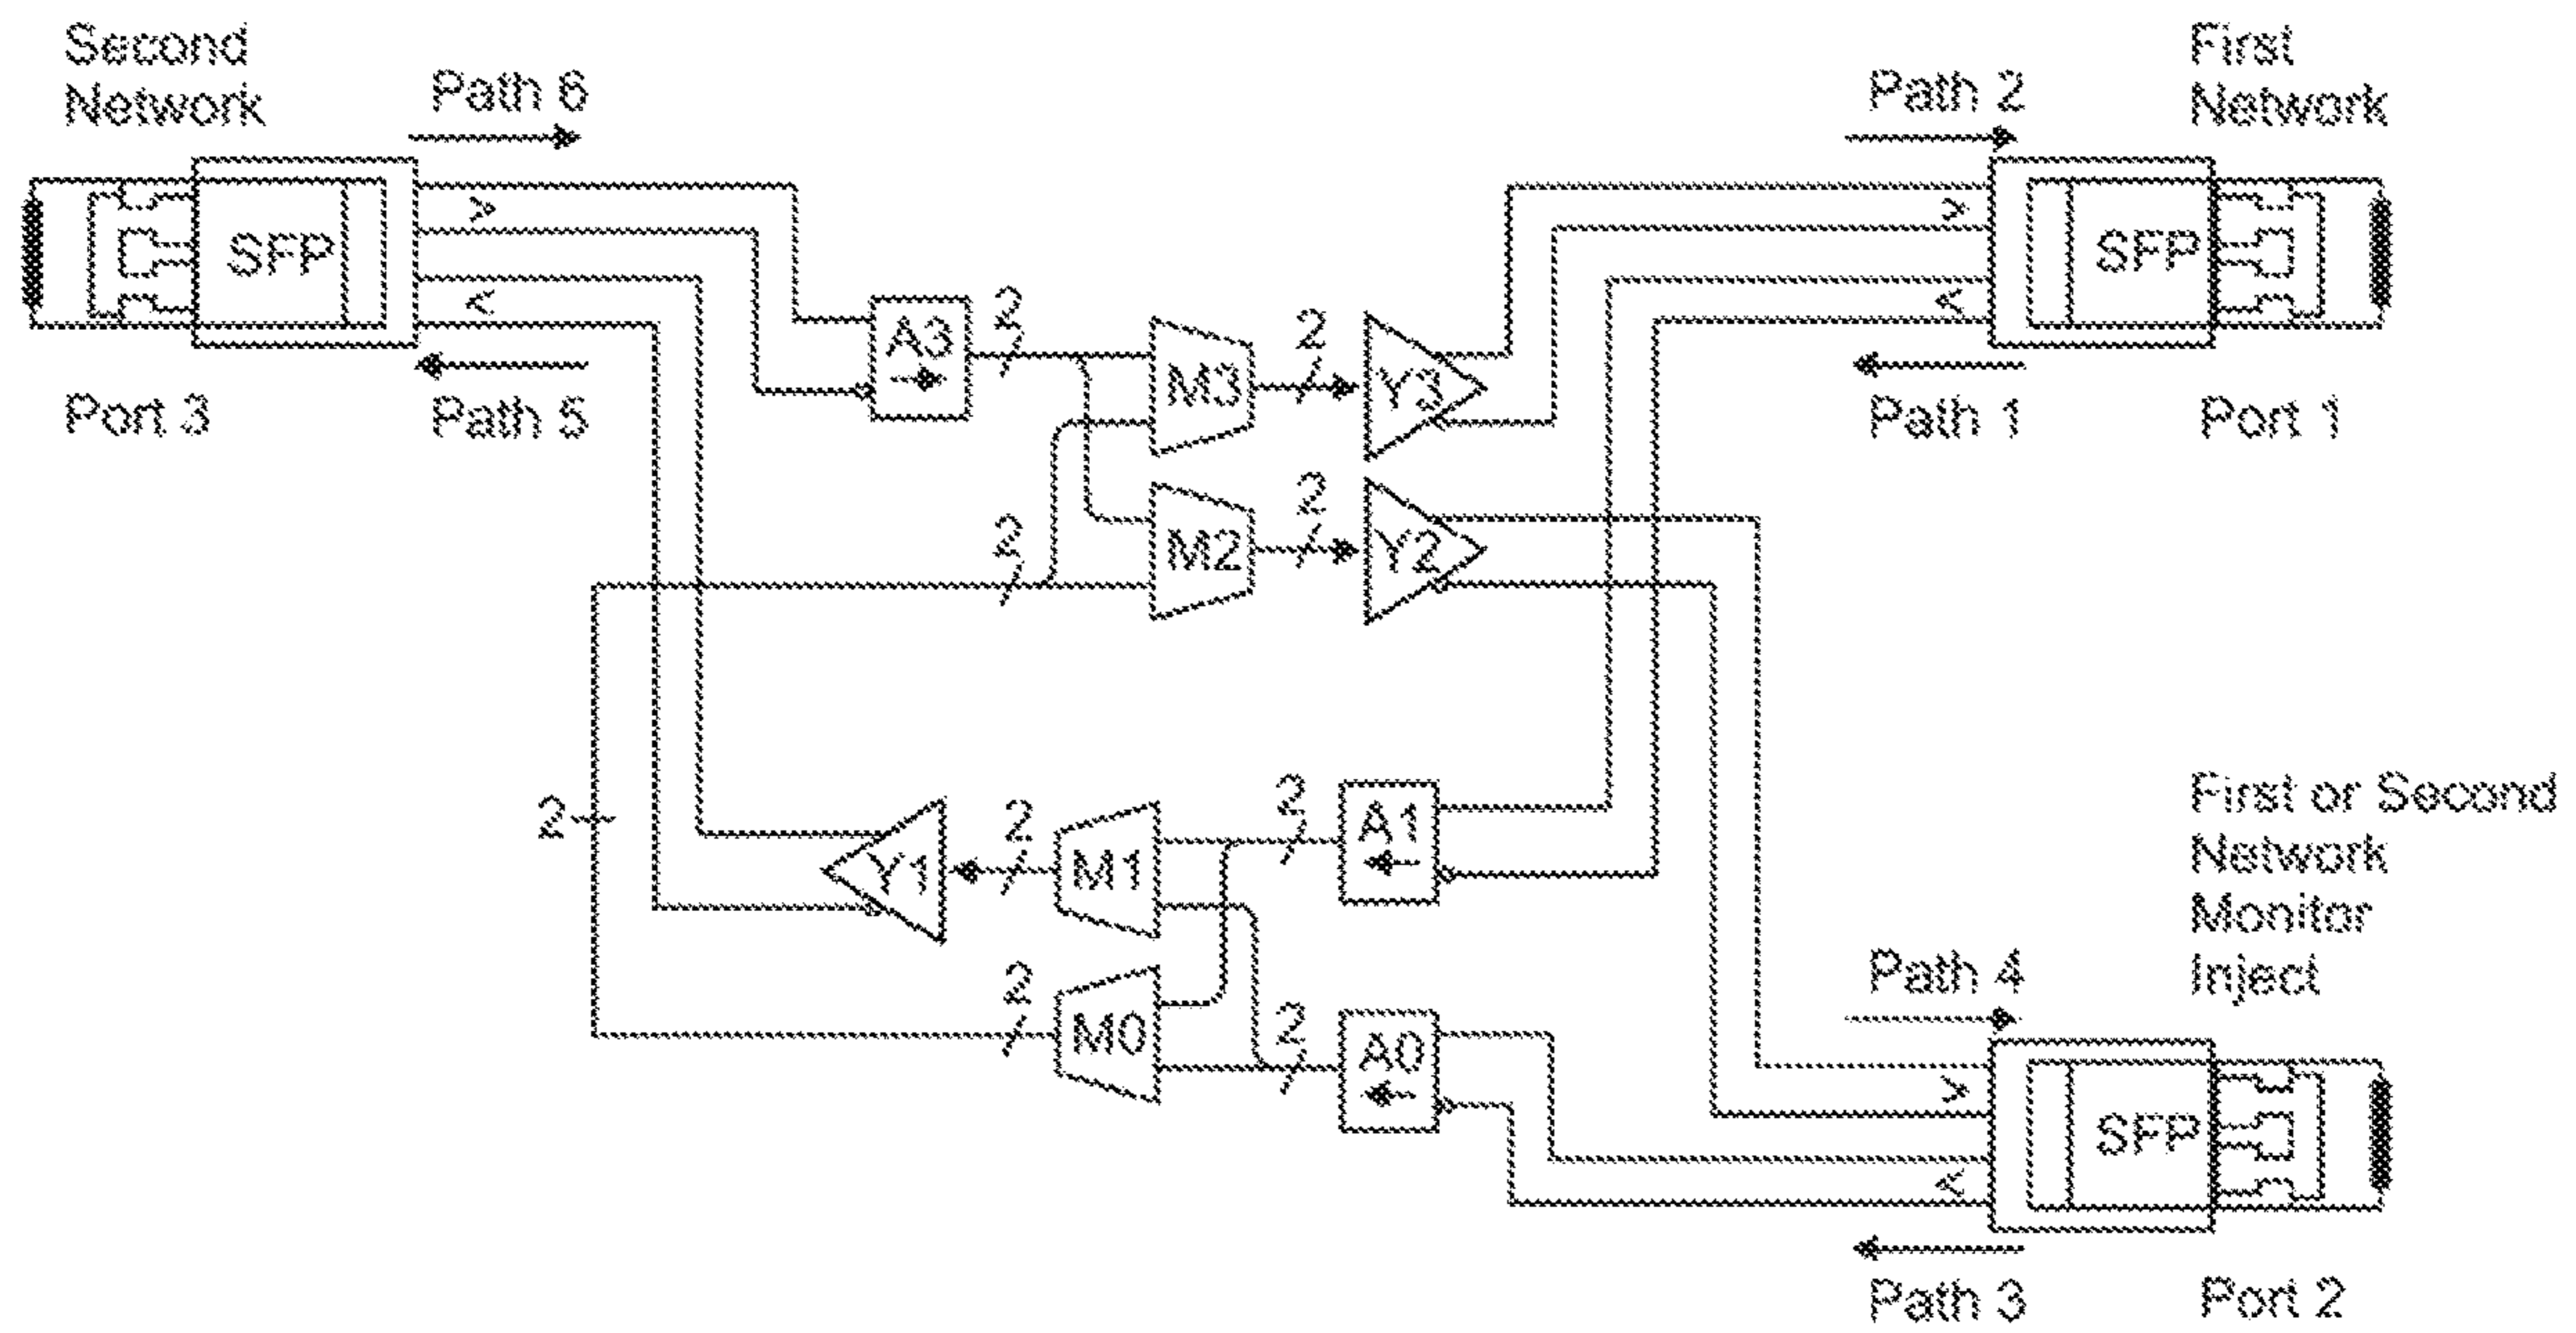 Second
Network
Path 6
Path 2
First
Network
>
SFP
<
>
SFP
<
Port 3
Path 5
A3
2
M3
2
Y3
Path 1
Port 1
2
M2
2
Y2
2
Y1
2
M1
2
A1
First or Second
Network
Monitor
Inject
2
M0
2
A0
Path 4
>
SFP
<
Path 3
Port 2